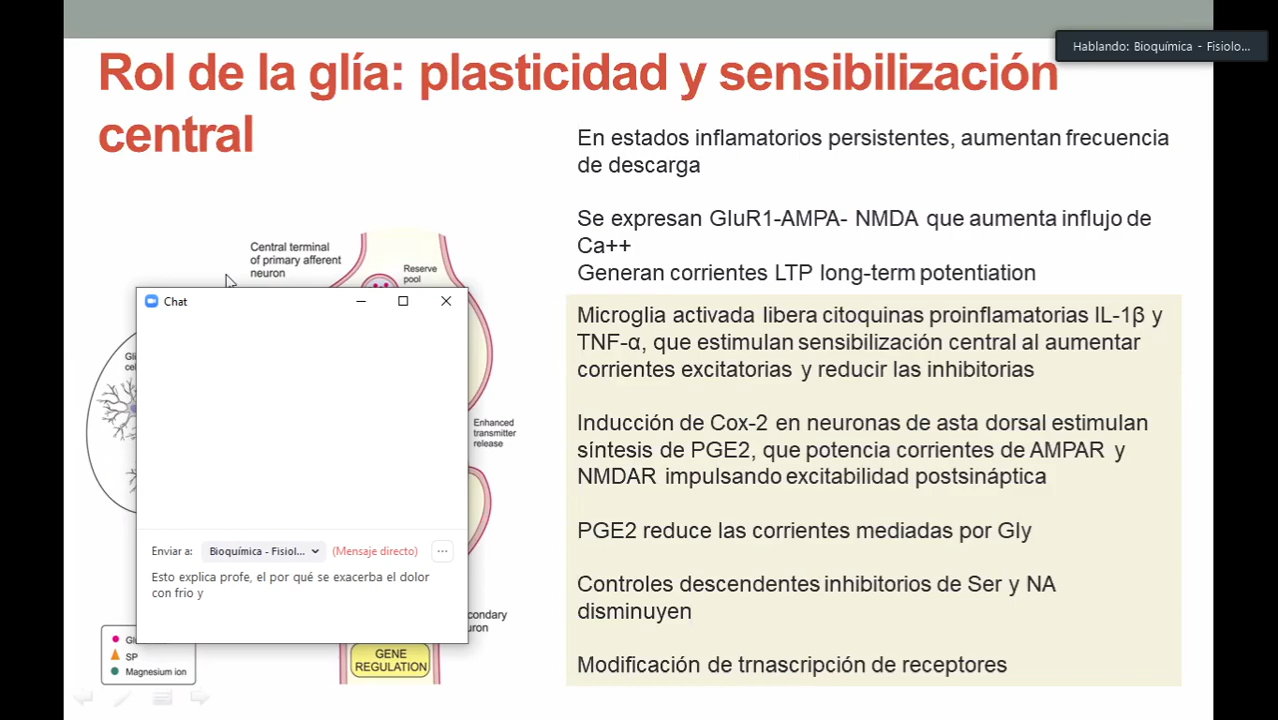 Hablando: Bioquímica - Fisiolo...
Rol de la glía: plasticidad y sensibilización
central
En estados inflamatorios persistentes, aumentan frecuencia
de descarga
Se expresan GluR1-AMPA- NMDA que aumenta influjo de
Ca++
Generan corrientes LTP long-term potentiation
Microglia activada libera citoquinas proinflamatorias IL-1β y
TNF-α, que estimulan sensibilización central al aumentar
corrientes excitatorias y reducir las inhibitorias
Inducción de Cox-2 en neuronas de asta dorsal estimulan
síntesis de PGE2, que potencia corrientes de AMPAR y
NMDAR impulsando excitabilidad postsináptica
PGE2 reduce las corrientes mediadas por Gly
Controles descendentes inhibitorios de Ser y NA
disminuyen
Modificación de trnascripción de receptores
Central terminal
of primary afferent
neuron
Reserve
pool
Enhanced
transmitter
release
Chat
Enviar a: Bioquímica - Fisiol... (Mensaje directo) ...
Esto explica profe, el por qué se exacerba el dolor
con frio y
SP
Magnesium ion
GENE
REGULATION